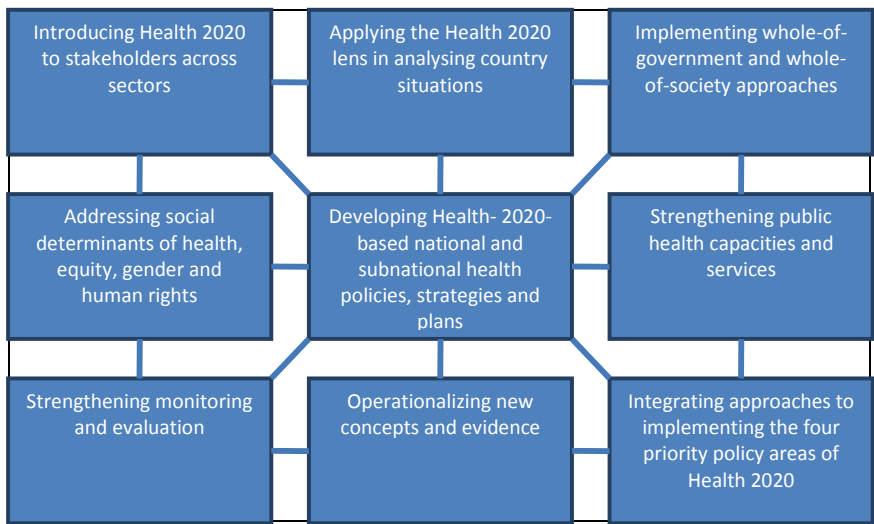 Introducing Health 2020
to stakeholders across
sectors
Applying the Health 2020
lens in analysing country
situations
Implementing whole-of-
government and whole-
of-society approaches
Addressing social
determinants of health,
equity, gender and
human rights
Developing Health- 2020-
based national and
subnational health
policies, strategies and
plans
Strengthening public
health capacities and
services
Strengthening monitoring
and evaluation
Operationalizing new
concepts and evidence
Integrating approaches to
implementing the four
priority policy areas of
Health 2020